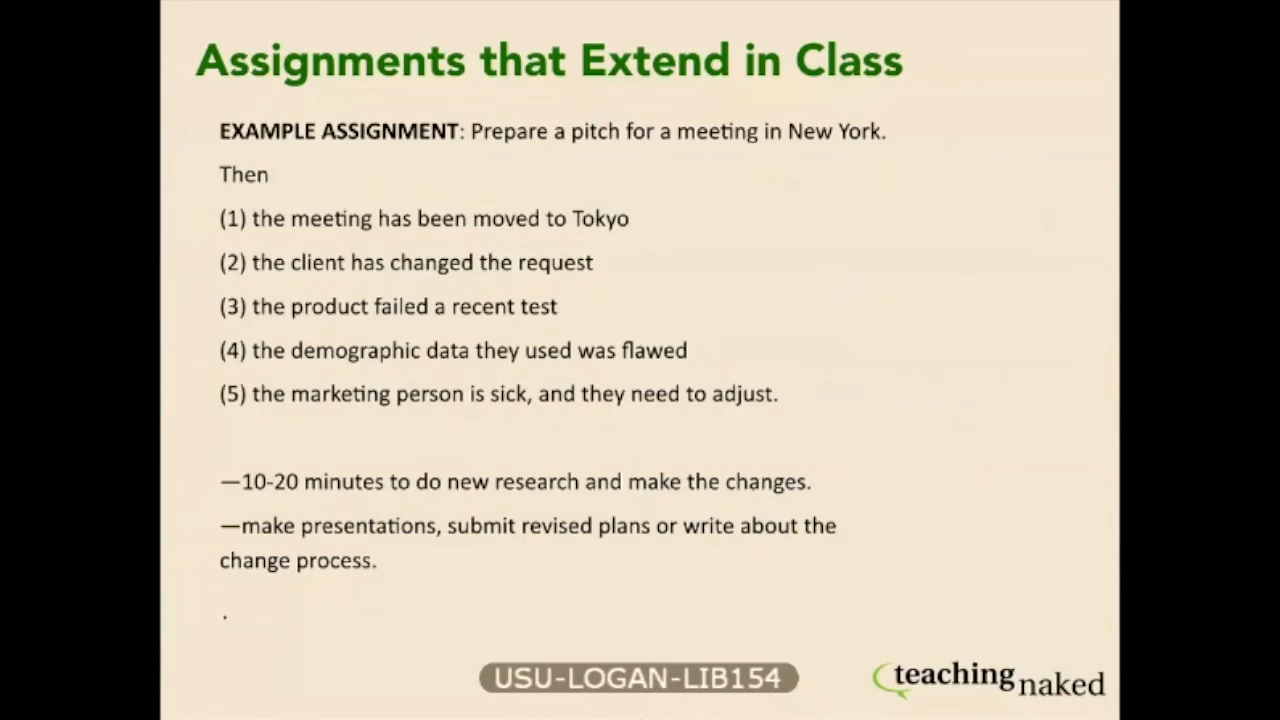 Assignments that Extend in Class
EXAMPLE ASSIGNMENT: Prepare a pitch for a meeting in New York.
Then
(1) the meeting has been moved to Tokyo
(2) the client has changed the request
(3) the product failed a recent test
(4) the demographic data they used was flawed
(5) the marketing person is sick, and they need to adjust.
—10-20 minutes to do new research and make the changes.
—make presentations, submit revised plans or write about the
change process.
.
USU-LOGAN-LIB154
teaching naked